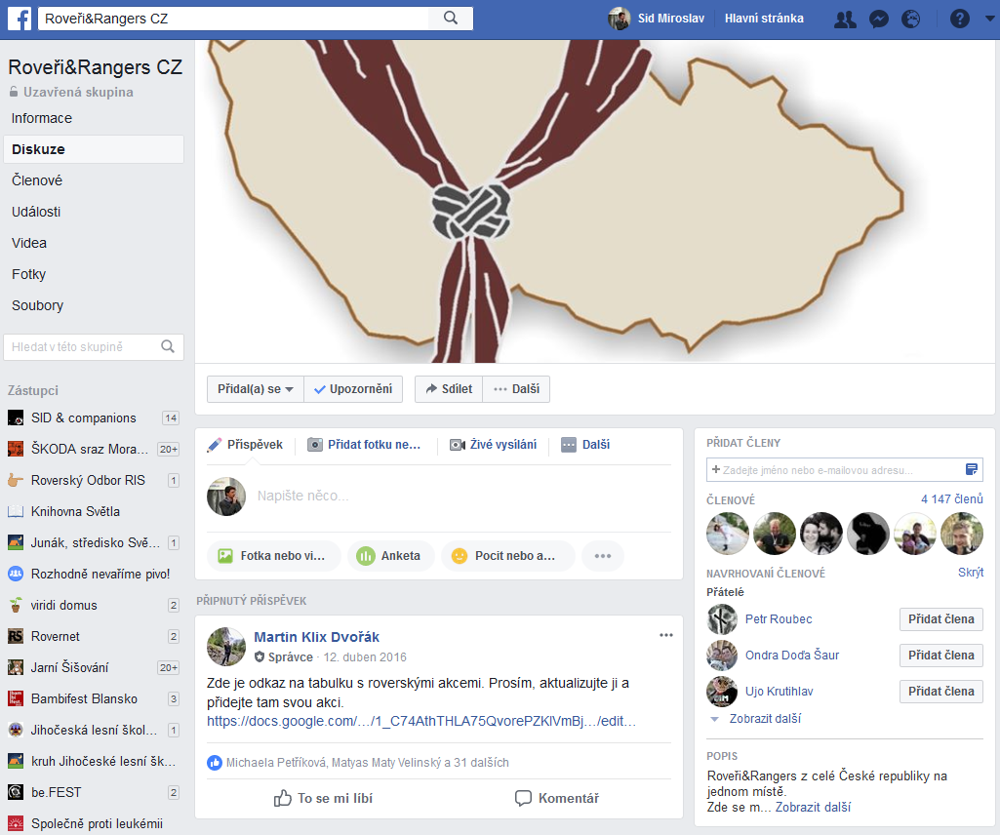 Roveři&Rangers CZ
Sid Miroslav
Hlavní stránka
Roveři&Rangers CZ
Uzavřená skupina
Informace
Diskuze
Členové
Události
Videa
Fotky
Soubory
Hledat v této skupině
Zástupci
SID & companions 14
ŠKODA sraz Mora... 20+
Roverský Odbor RIS 1
Knihovna Světla
Junák, středisko Svě... 1
Rozhodně nevaříme pivo!
viridi domus 2
Rovernet 2
Jarní Šišování 20+
Bambifest Blansko 3
Jihočeská lesní škol... 1
kruh Jihočeské lesní šk...
be.FEST 2
Společně proti leukémii
Přidal(a) se
Upozornění
Sdílet
Další
Příspěvek
Přidat fotku ne...
Živé vysílání
Další
Napište něco...
Fotka nebo vi...
Anketa
Pocit nebo a...
PŘIPNUTÝ PŘÍSPĚVEK
Martin Klix Dvořák
Správce · 12. duben 2016
Zde je odkaz na tabulku s roverskými akcemi. Prosím, aktualizujte ji a
přidejte tam svou akci.
https://docs.google.com/…/1_C74AthTHLA75QvorePZKlVmBj…/edit…
Michaela Petříková, Matyas Maty Velinský a 31 dalších
To se mi líbí
Komentář
PŘIDAT ČLENY
+ Zadejte jméno nebo e-mailovou adresu...
ČLENOVÉ
4 147 členů
NAVRHOVANÍ ČLENOVÉ
Skrýt
Přátelé
Petr Roubec
Přidat člena
Ondra Doďa Šaur
Přidat člena
Ujo Krutihlav
Přidat člena
Zobrazit další
POPIS
Roveři&Rangers z celé České republiky na
jednom místě.
Zde se m... Zobrazit další